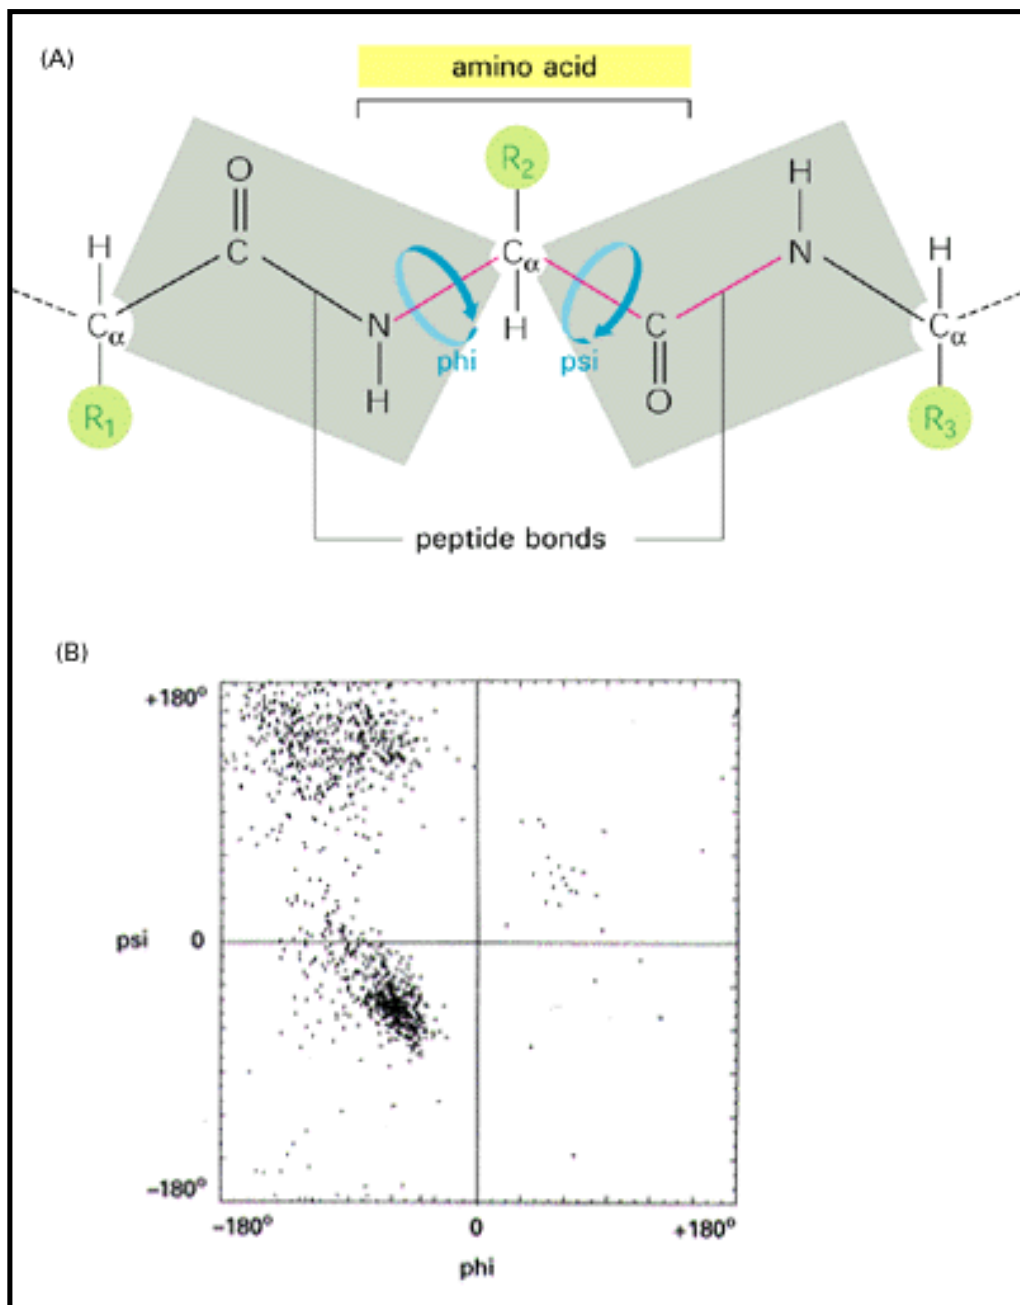 (A)
amino acid
R2
O H
H C Cα N H
N H C
Cα phi psi Cα
R1 H O R3
peptide bonds
(B)
+180°
psi 0
–180°
–180° 0 +180°
phi